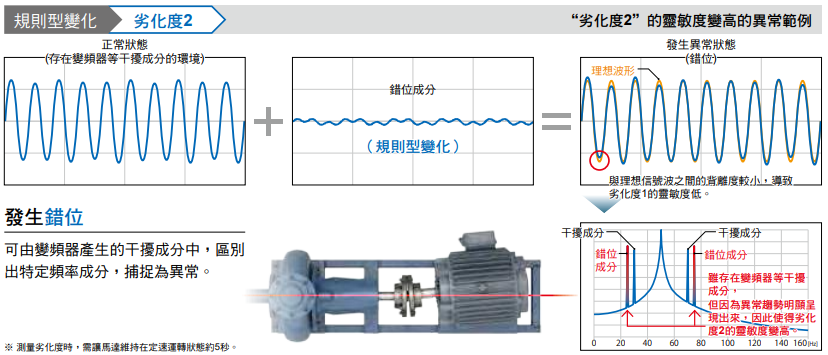 規則型變化
劣化度2
“劣化度2”的靈敏度變高的異常範例
正常狀態
(存在變頻器等干擾成分的環境)
錯位成分
（規則型變化）
發生異常狀態
(錯位)
理想波形
與理想信號波之間的背離度較小，導致
劣化度1的靈敏度低。
發生錯位
可由變頻器產生的干擾成分中，區別
出特定頻率成分，捕捉為異常。
※ 測量劣化度時，需讓馬達維持在定速運轉狀態約5秒。
干擾成分
干擾成分
錯位
成分
錯位成分
雖存在變頻器等干擾
成分，
但因為異常趨勢明顯呈
現出來，因此使得劣化
度2的靈敏度變高。
0 20 40 60 80 100 120 140 160 [Hz]